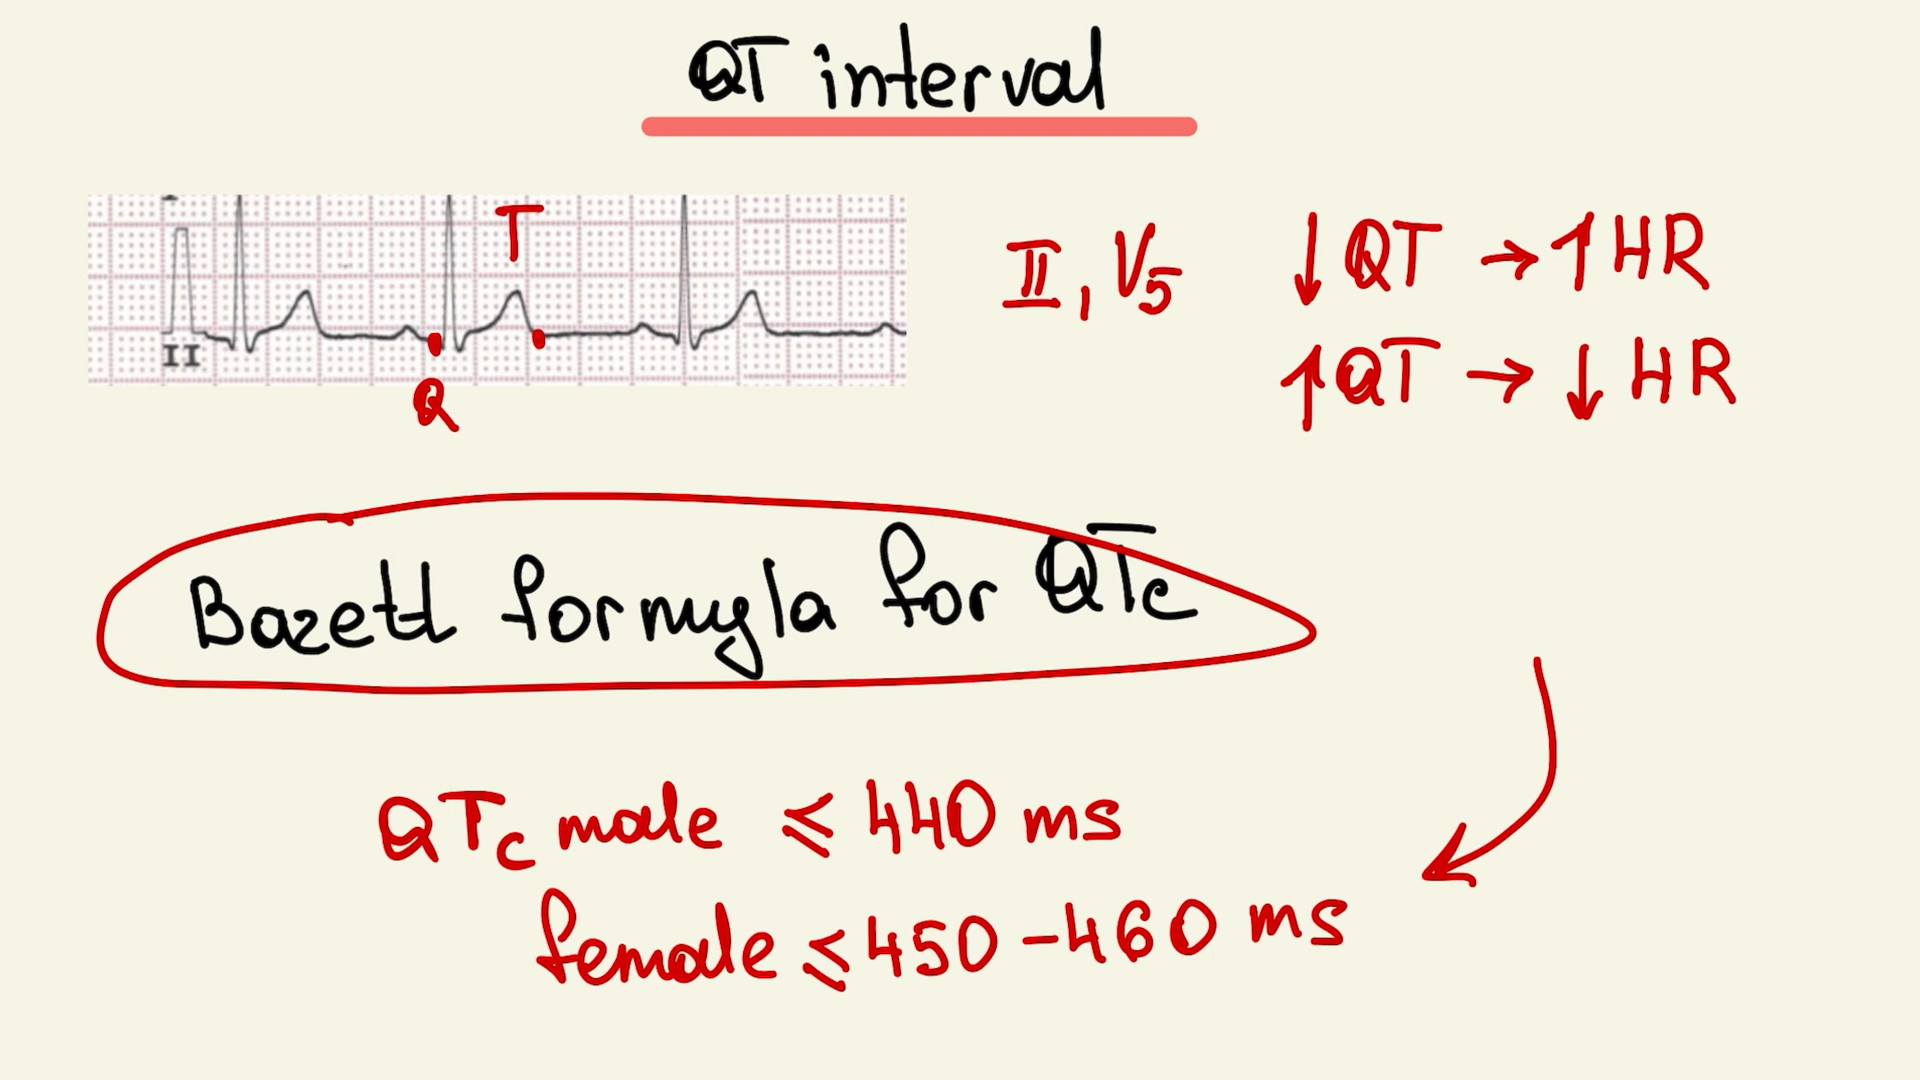 QT interval
T
II
Q
II, V5
↓ QT → ↑ HR
↑ QT → ↓ HR
Bazett formyla for QTc
QTc male ≤ 440 ms
female ≤ 450-460 ms